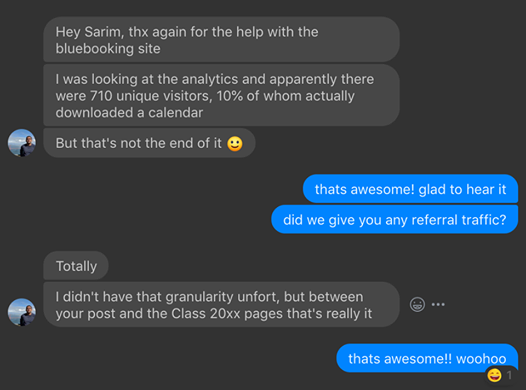 Hey Sarim, thx again for the help with the
bluebooking site
I was looking at the analytics and apparently there
were 710 unique visitors, 10% of whom actually
downloaded a calendar
But that's not the end of it 😀
thats awesome! glad to hear it
did we give you any referral traffic?
Totally
I didn't have that granularity unfort, but between
your post and the Class 20xx pages that's really it
thats awesome!! woohoo
😄 1